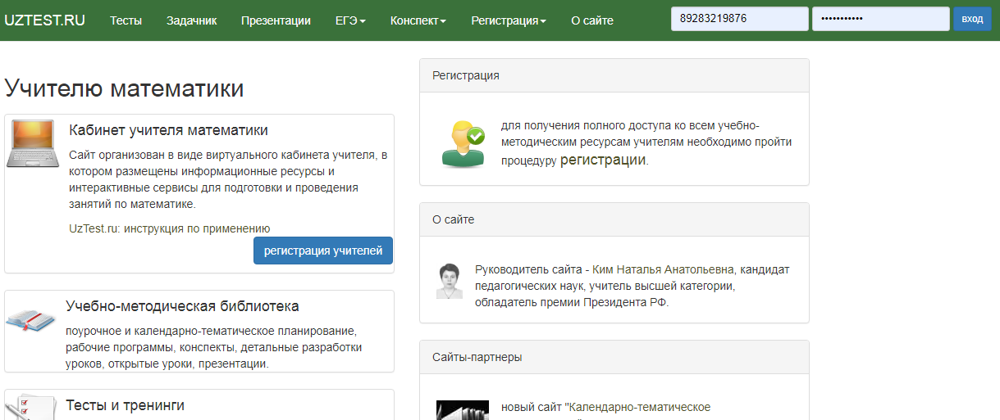 UZTEST.RU Тесты Задачник Презентации ЕГЭ Конспект Регистрация О сайте 89283219876 ••••••••••• вход
Учителю математики
Кабинет учителя математики
Сайт организован в виде виртуального кабинета учителя, в
котором размещены информационные ресурсы и
интерактивные сервисы для подготовки и проведения
занятий по математике.
UzTest.ru: инструкция по применению
регистрация учителей
Учебно-методическая библиотека
поурочное и календарно-тематическое планирование,
рабочие программы, конспекты, детальные разработки
уроков, открытые уроки, презентации.
Тесты и тренинги
Регистрация
для получения полного доступа ко всем учебно-
методическим ресурсам учителям необходимо пройти
процедуру регистрации.
О сайте
Руководитель сайта - Ким Наталья Анатольевна, кандидат
педагогических наук, учитель высшей категории,
обладатель премии Президента РФ.
Сайты-партнеры
новый сайт "Календарно-тематическое